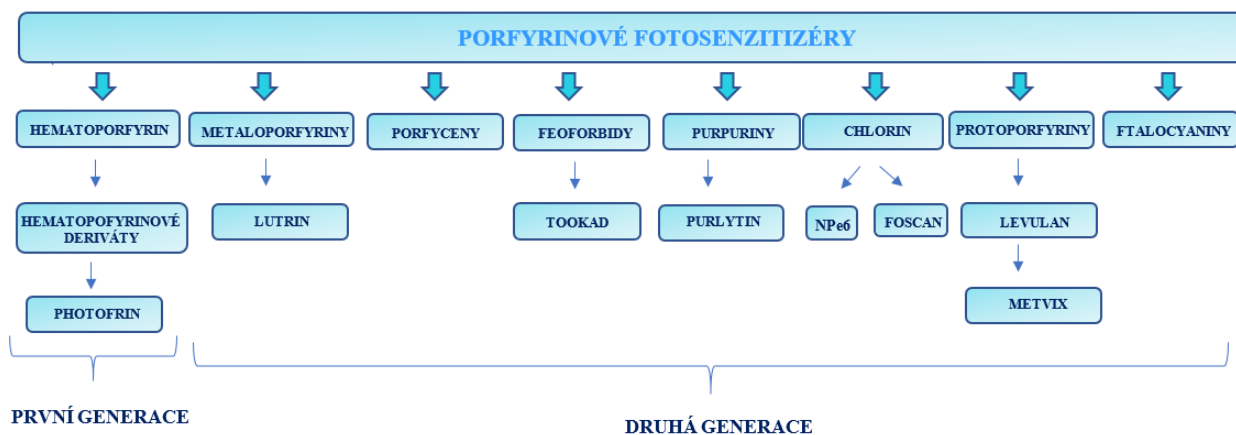 PORFYRINOVÉ FOTOSENZITIZÉRY
HEMATOPORFYRIN
METALOPORFYRINY
PORFYCENY
FEOFORBIDY
PURPURINY
CHLORIN
PROTOPORFYRINY
FTALOCYANINY
HEMATOPOFYRINOVÉ
DERIVÁTY
LUTRIN
TOOKAD
PURLYTIN
NPe6
FOSCAN
LEVULAN
PHOTOFRIN
METVIX
PRVNÍ GENERACE
DRUHÁ GENERACE